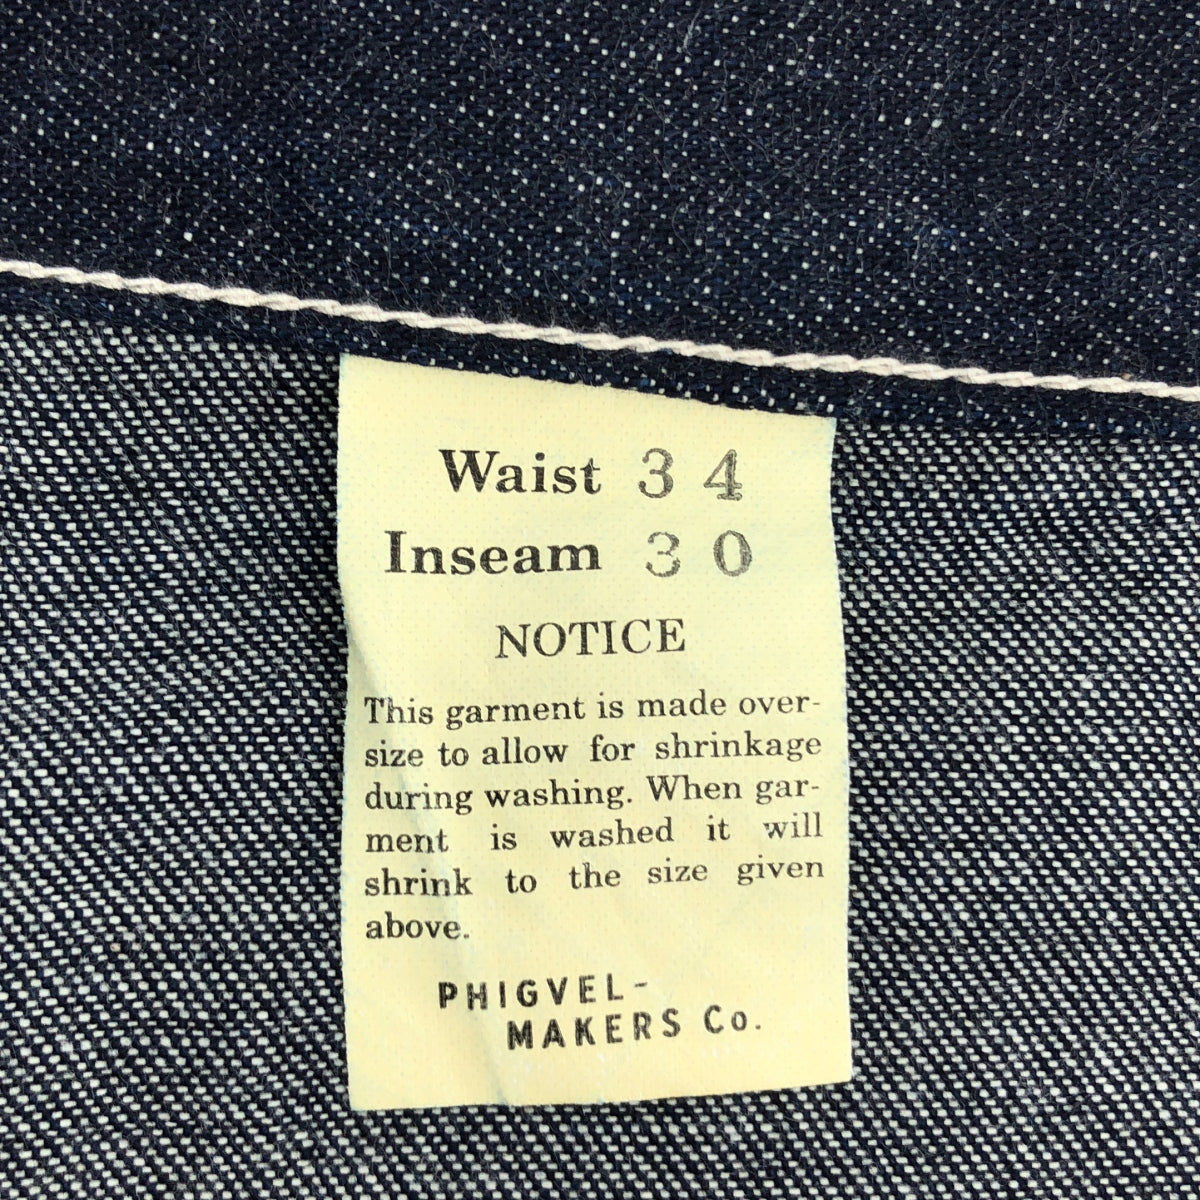 Waist 34
Inseam 30
NOTICE
This garment is made over-
size to allow for shrinkage
during washing. When gar-
ment is washed it will
shrink to the size given
above.
PHIGVEL-
MAKERS Co.